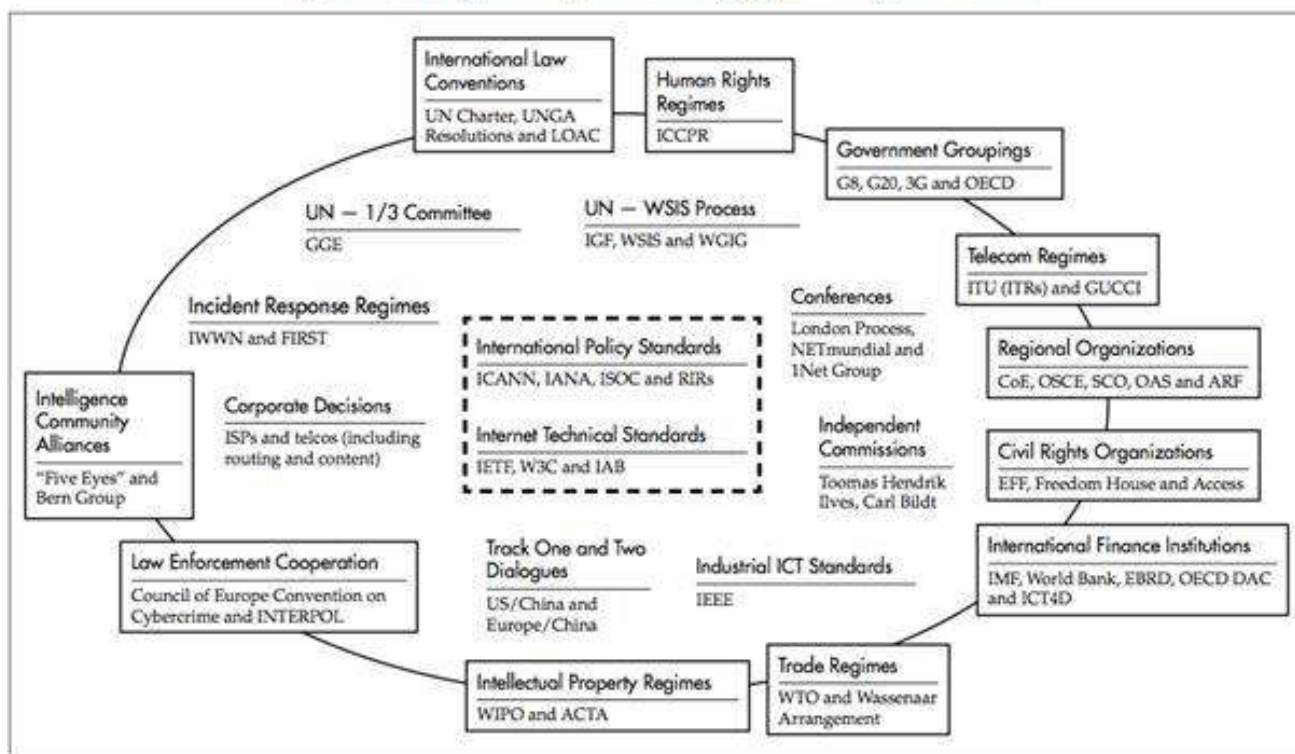 International Law
Conventions
UN Charter, UNGA
Resolutions and LOAC
Human Rights
Regimes
ICCPR
Government Groupings
G8, G20, 3G and OECD
UN – 1/3 Committee
GGE
UN – WSIS Process
IGF, WSIS and WGIG
Telecom Regimes
ITU (ITRs) and GUCCI
Incident Response Regimes
IWWN and FIRST
Conferences
London Process,
NETmundial and
1Net Group
International Policy Standards
ICANN, IANA, ISOC and RIRs
Regional Organizations
CoE, OSCE, SCO, OAS and ARF
Intelligence
Community
Alliances
"Five Eyes" and
Bern Group
Corporate Decisions
ISPs and telcos (including
routing and content)
Internet Technical Standards
IETF, W3C and IAB
Independent
Commissions
Toomas Hendrik
Ilves, Carl Bildt
Civil Rights Organizations
EFF, Freedom House and Access
Law Enforcement Cooperation
Council of Europe Convention on
Cybercrime and INTERPOL
Track One and Two
Dialogues
US/China and
Europe/China
Industrial ICT Standards
IEEE
International Finance Institutions
IMF, World Bank, EBRD, OECD DAC
and ICT4D
Intellectual Property Regimes
WIPO and ACTA
Trade Regimes
WTO and Wassenaar
Arrangement